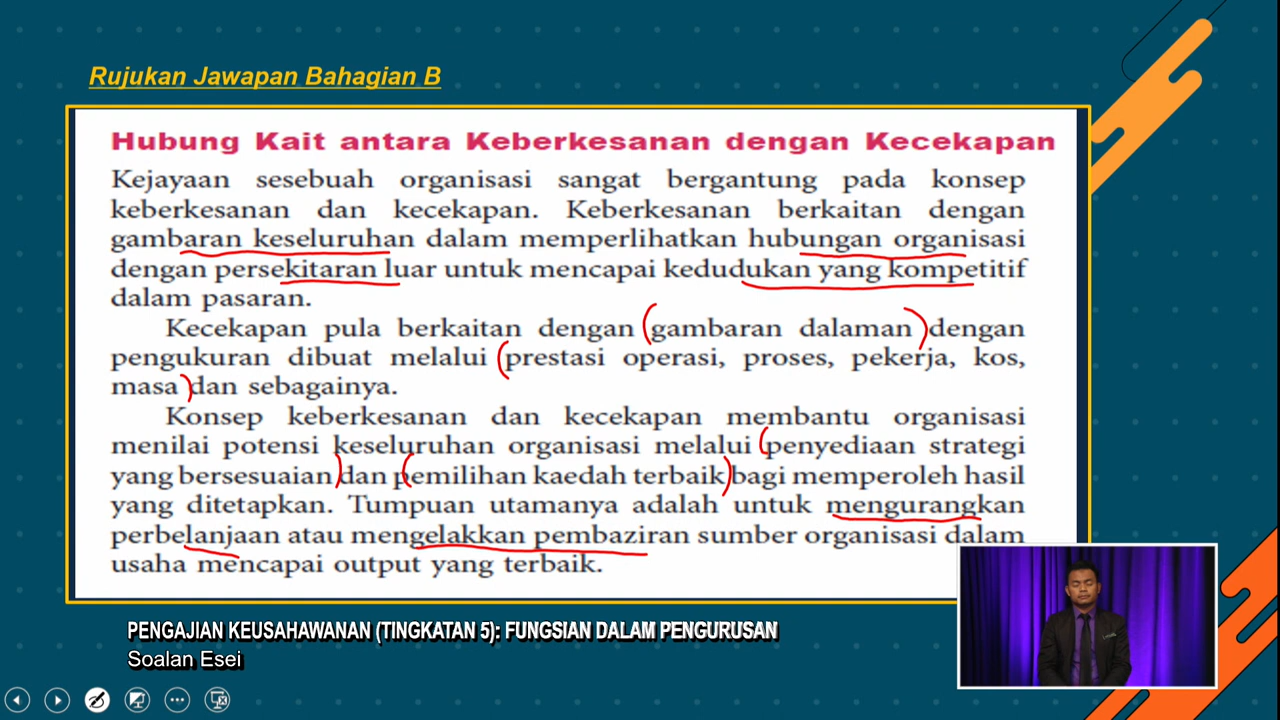 Rujukan Jawapan Bahagian B
Hubung Kait antara Keberkesanan dengan Kecekapan
Kejayaan sesebuah organisasi sangat bergantung pada konsep
keberkesanan dan kecekapan. Keberkesanan berkaitan dengan
gambaran keseluruhan dalam memperlihatkan hubungan organisasi
dengan persekitaran luar untuk mencapai kedudukan yang kompetitif
dalam pasaran.
Kecekapan pula berkaitan dengan gambaran dalaman dengan
pengukuran dibuat melalui prestasi operasi, proses, pekerja, kos,
masa dan sebagainya.
Konsep keberkesanan dan kecekapan membantu organisasi
menilai potensi keseluruhan organisasi melalui penyediaan strategi
yang bersesuaian dan pemilihan kaedah terbaik bagi memperoleh hasil
yang ditetapkan. Tumpuan utamanya adalah untuk mengurangkan
perbelanjaan atau mengelakkan pembaziran sumber organisasi dalam
usaha mencapai output yang terbaik.
PENGAJIAN KEUSAHAWANAN (TINGKATAN 5): FUNGSIAN DALAM PENGURUSAN
Soalan Esei